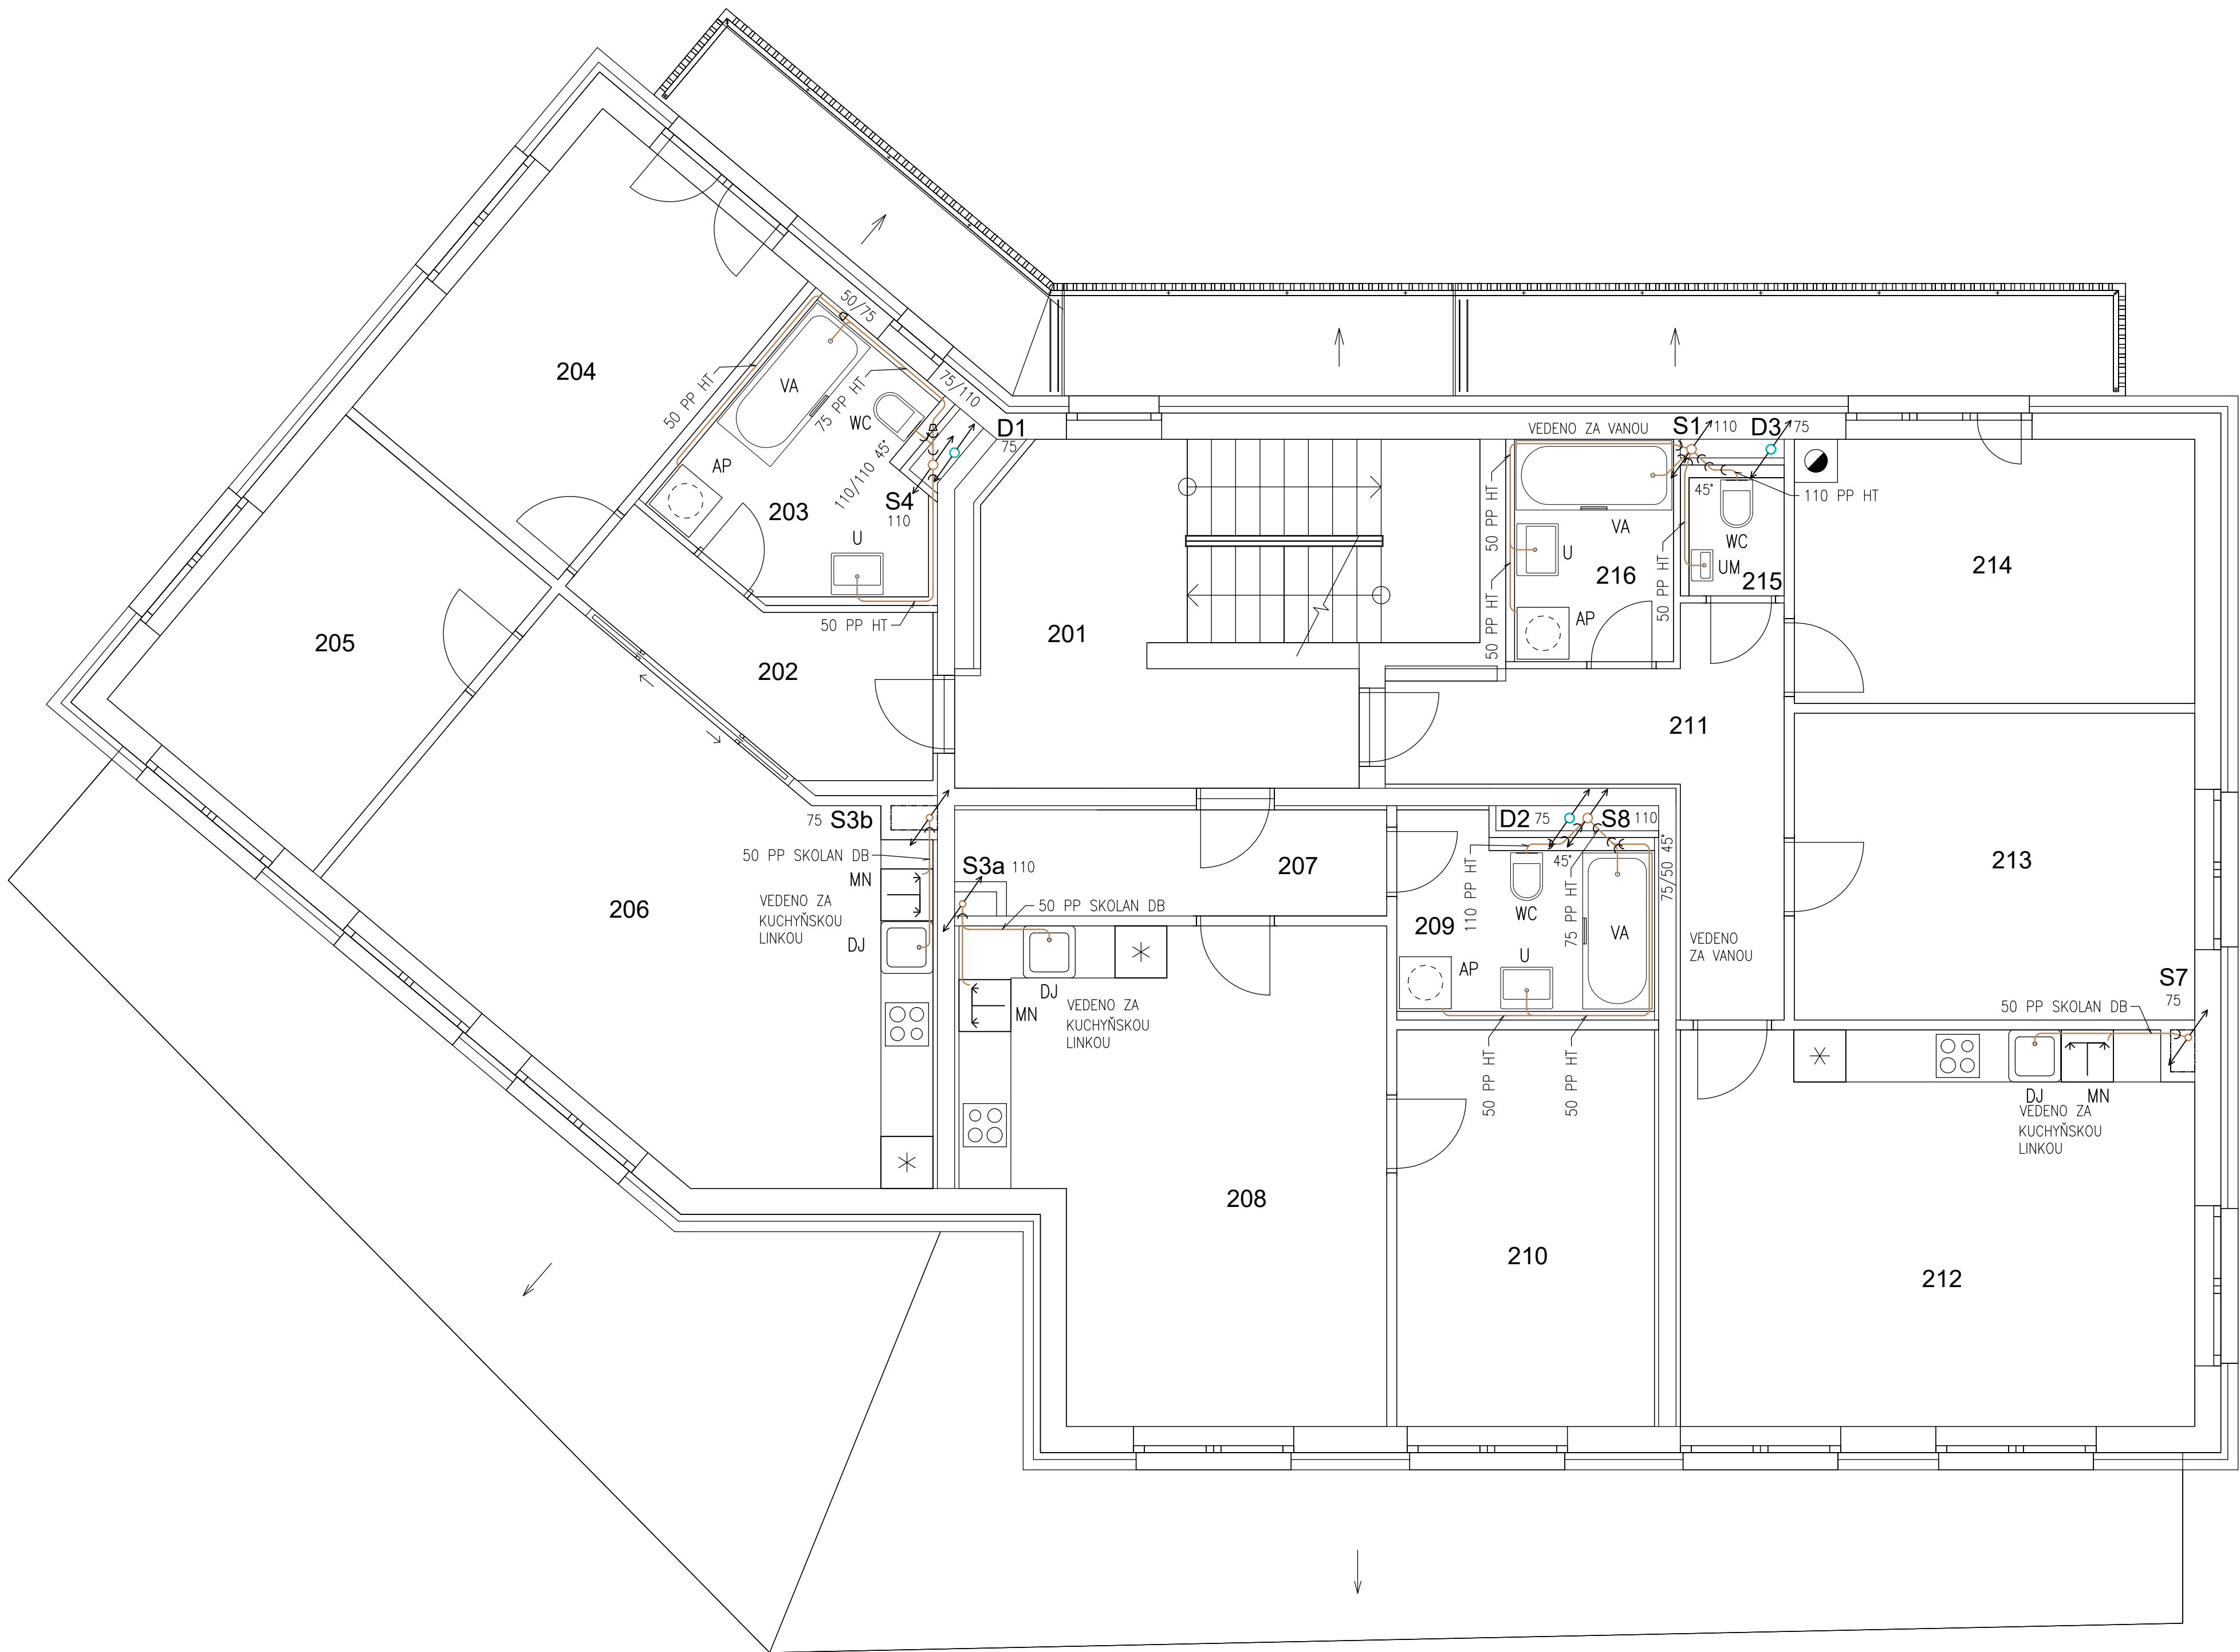 50/75
204
VA
50 PP HT
75 PP HT
75/110
WC
D1
75
VEDENO ZA VANOU
S1 110
D3 75
AP
110/110 45°
S4
110
203
U
50 PP HT
50 PP HT
VA
U
45°
110 PP HT
WC
UM
215
216
214
50 PP HT
AP
50 PP HT
50 PP HT
205
201
202
211
75 S3b
50 PP SKOLAN DB
MN
VEDENO ZA
KUCHYŇSKOU
LINKOU
DJ
206
S3a 110
50 PP SKOLAN DB
207
D2 75
S8 110
45°
75/50 45°
213
110 PP HT
75 PP HT
WC
VA
209
U
AP
VEDENO
ZA VANOU
DJ
MN
VEDENO ZA
KUCHYŇSKOU
LINKOU
S7
75
50 PP SKOLAN DB
50 PP HT
50 PP HT
DJ
MN
VEDENO ZA
KUCHYŇSKOU
LINKOU
208
210
212